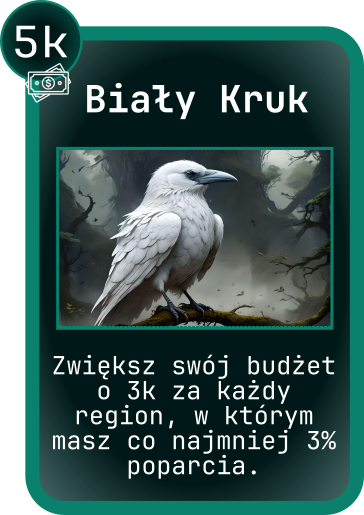 5k
Biały Kruk
Zwiększ swój budżet
o 3k za każdy
region, w którym
masz co najmniej 3%
poparcia.